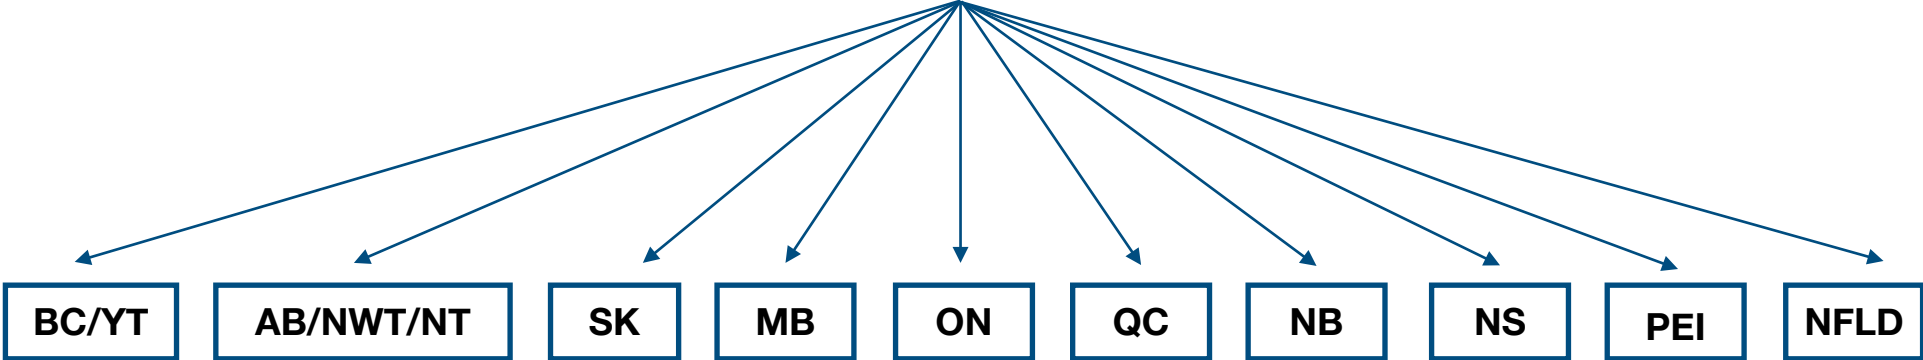 BC/YT
AB/NWT/NT
SK
MB
ON
QC
NB
NS
PEI
NFLD